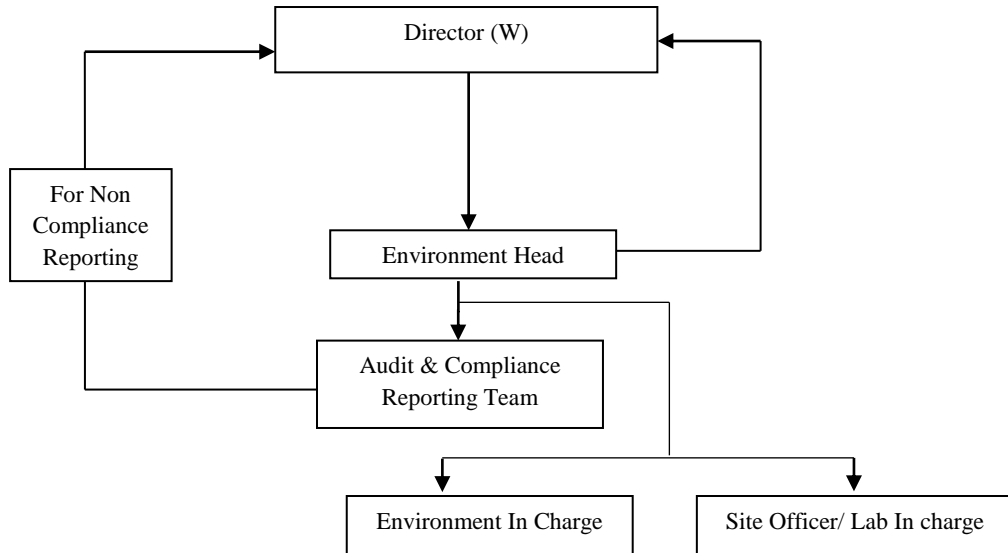 Director (W)
For Non
Compliance
Reporting
Environment Head
Audit & Compliance
Reporting Team
Environment In Charge
Site Officer/ Lab In charge